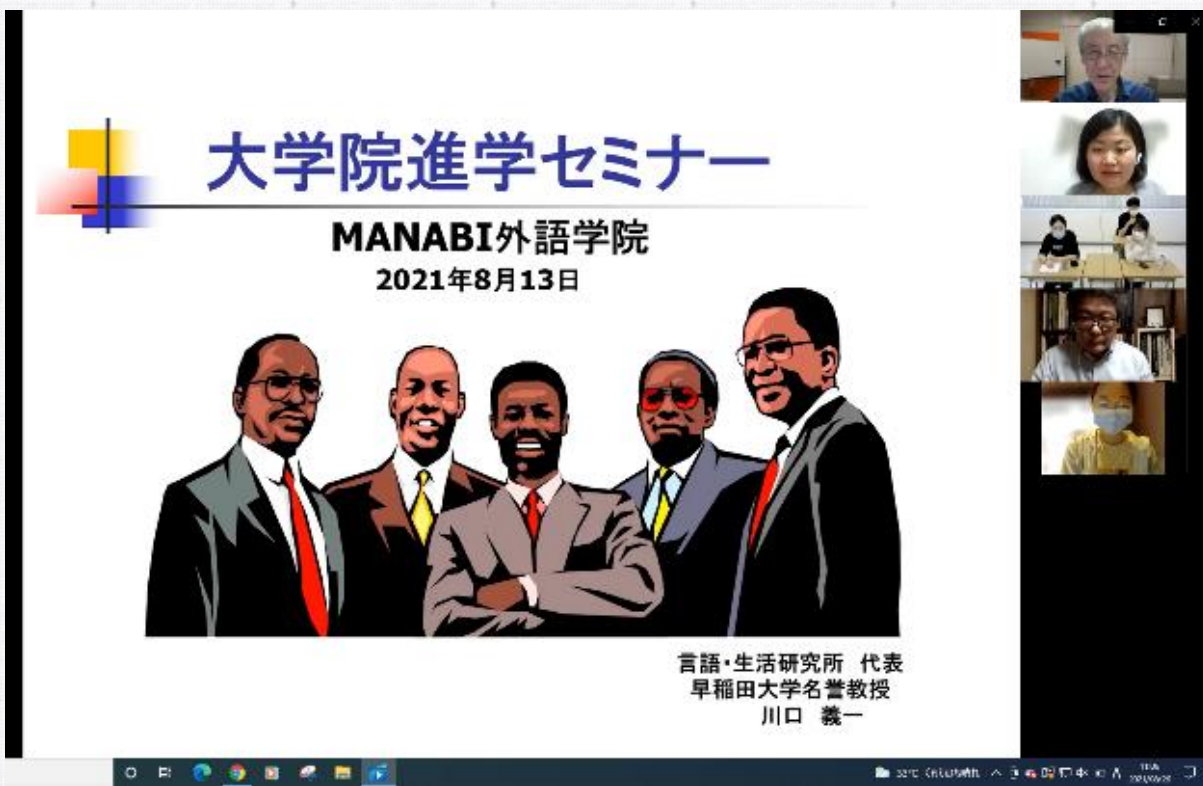 大学院進学セミナー
MANABI外語学院
2021年8月13日
言語・生活研究所 代表
早稲田大学名誉教授
川口 義一